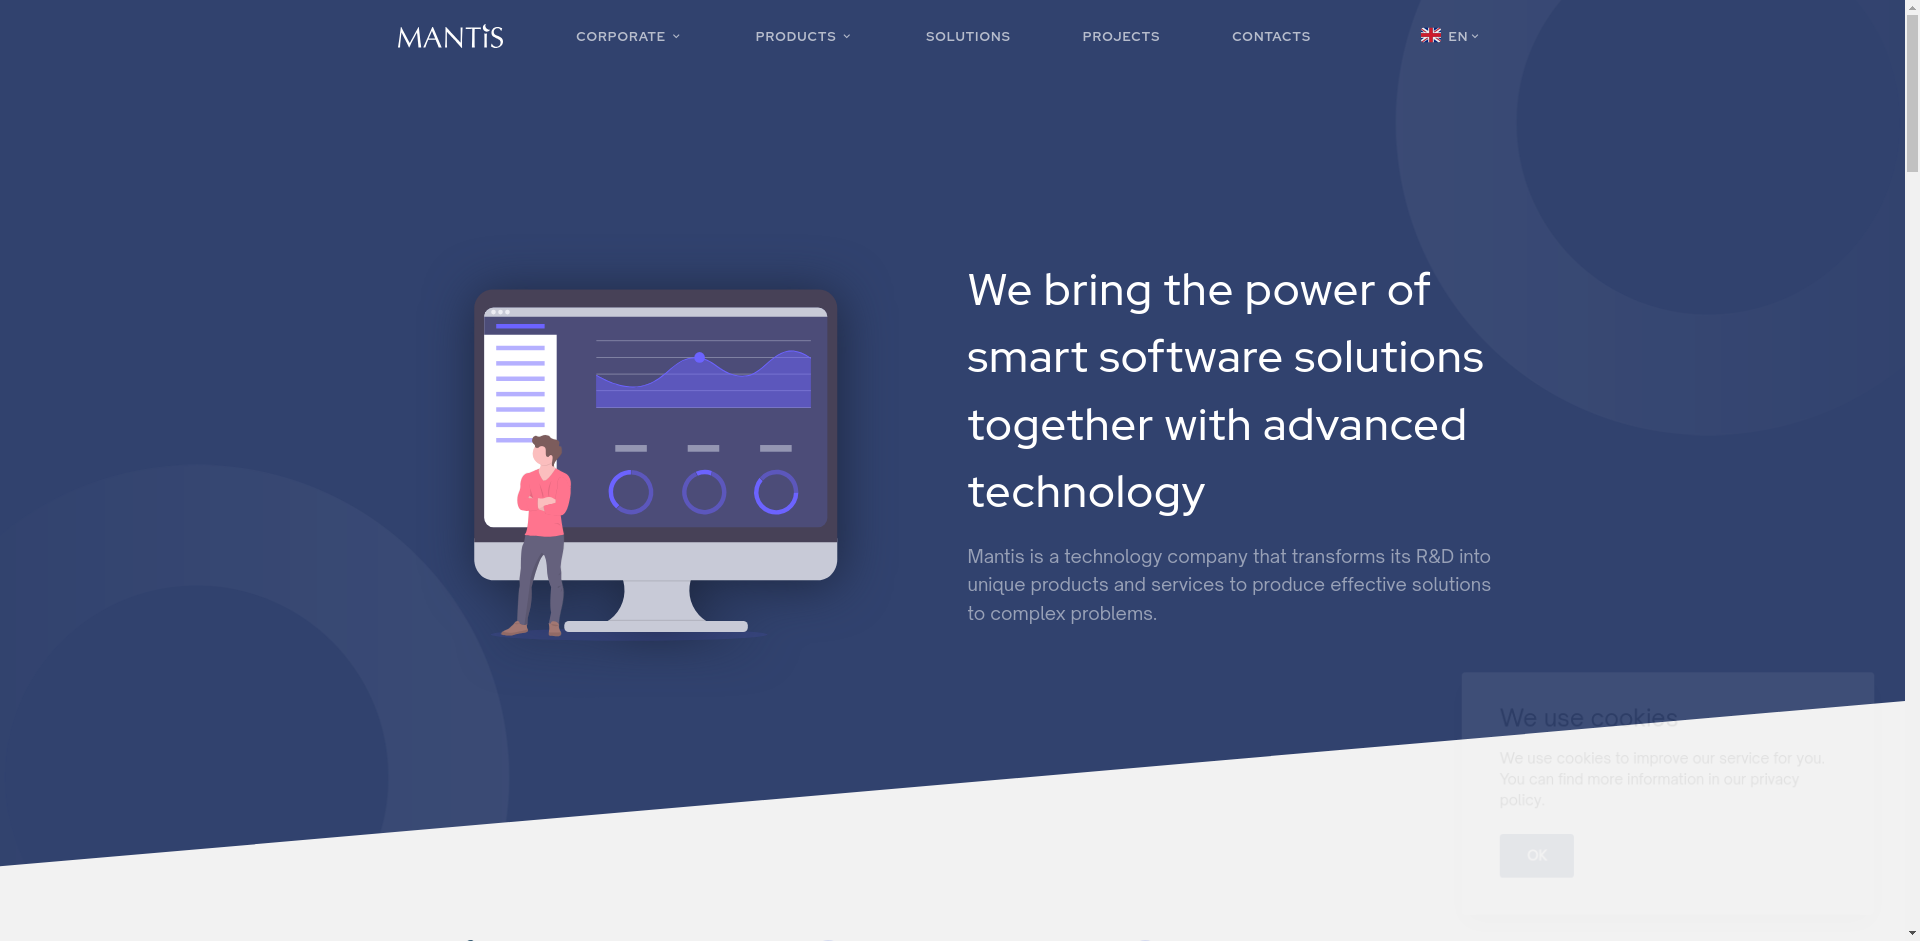 MANTIS
CORPORATE
PRODUCTS
SOLUTIONS
PROJECTS
CONTACTS
EN
We bring the power of
smart software solutions
together with advanced
technology
Mantis is a technology company that transforms its R&D into
unique products and services to produce effective solutions
to complex problems.
We use cookies
We use cookies to improve our service for you.
You can find more information in our privacy
policy.
OK